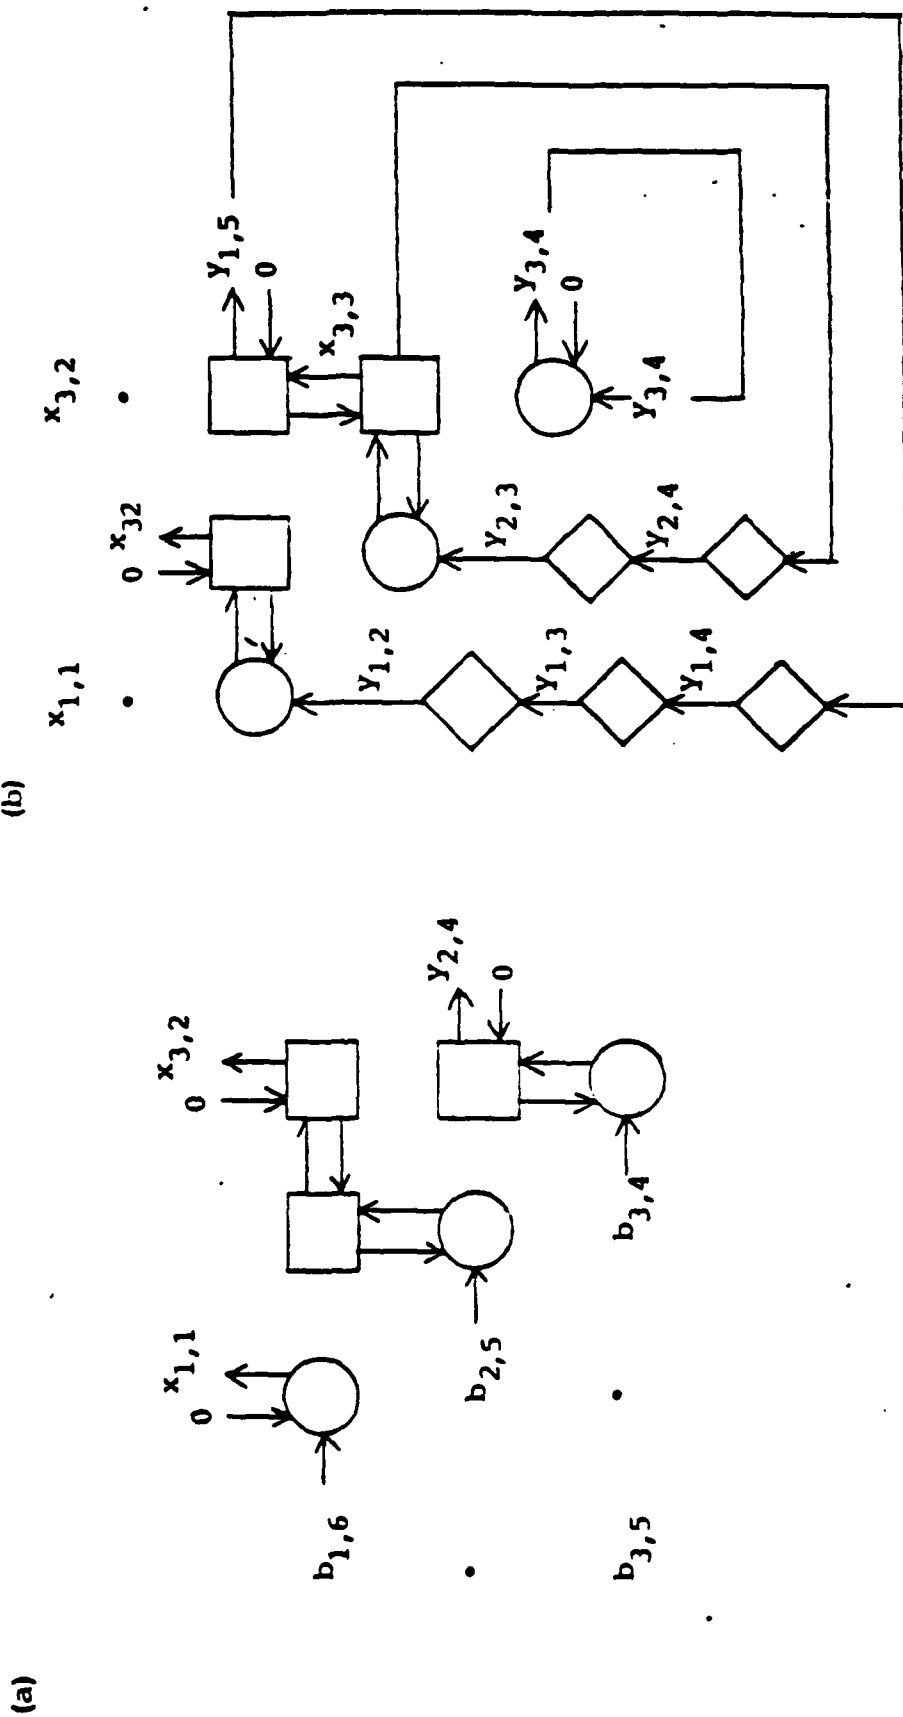 (a)
0 x1,1
0 x3,2
b1,6
Y2,4
b2,5
0
b3,5
b3,4
(b)
x1,1
x3,2
0 x32
Y1,5
0
x3,3
Y1,2
Y2,3
Y3,4
0
Y1,3
Y2,4
Y3,4
Y1,4